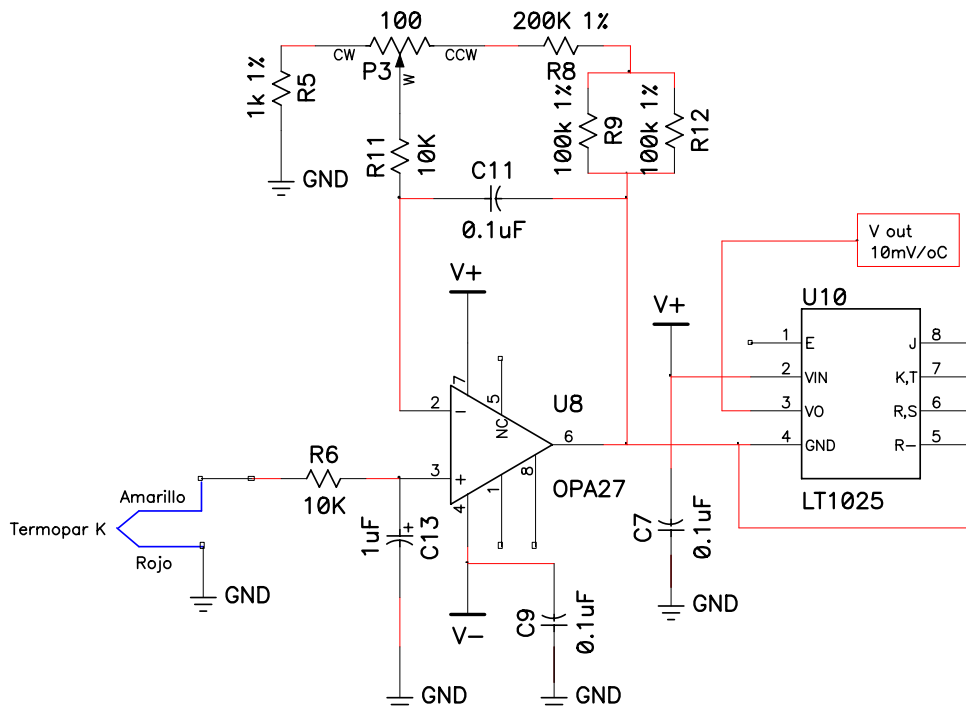 100
CW
CCW
P3
W
200K 1%
R8
1k 1%
R5
GND
R11
10K
100k 1%
R9
100k 1%
R12
C11
0.1uF
V+
V out
10mV/oC
V+
U10
1
E
J
8
2
VIN
K,T
7
3
VO
R,S
6
4
GND
R-
5
LT1025
7
5
NC
2
-
U8
6
3
+
OPA27
4
1
8
R6
10K
Amarillo
Termopar K
Rojo
GND
1uF
+
C13
V-
C9
0.1uF
C7
0.1uF
GND
GND
GND